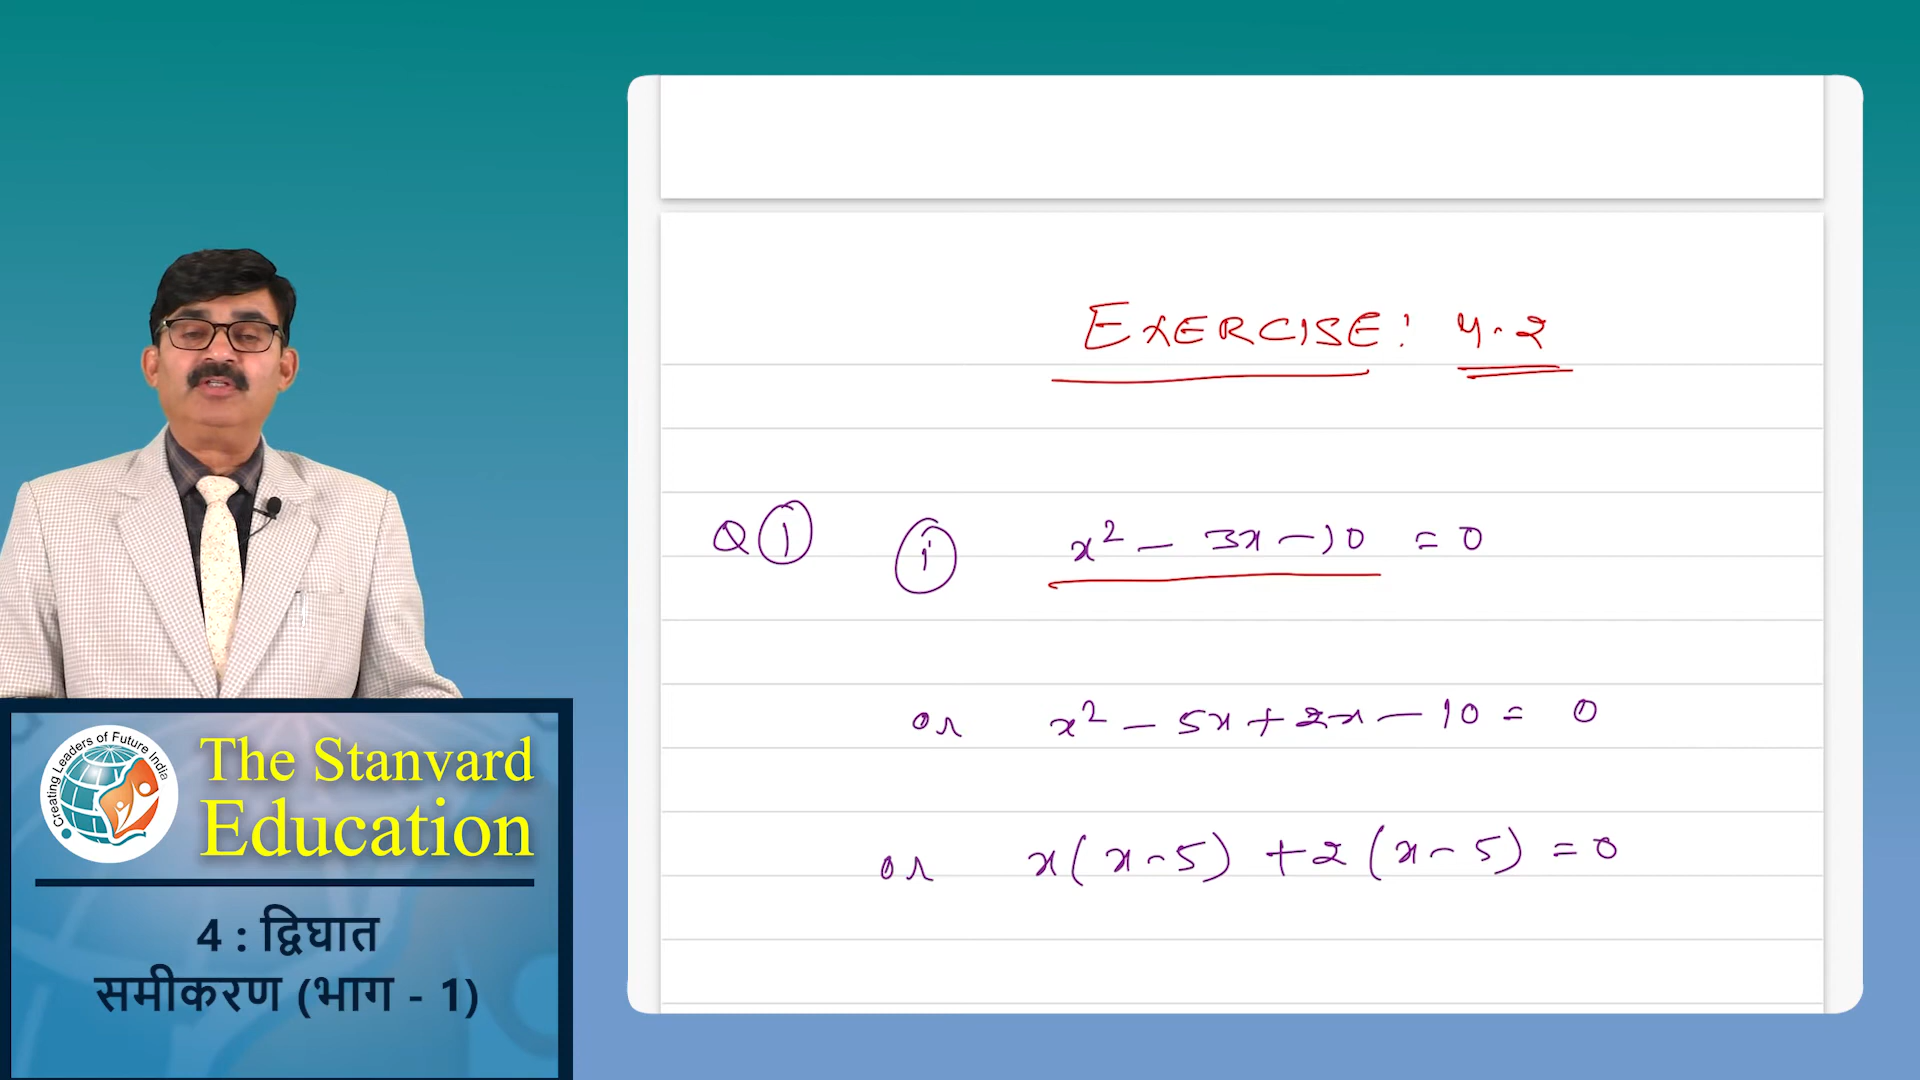 EXERCISE: 4.2
Q 1 i x² - 3x - 10 = 0
or x² - 5x + 2x - 10 = 0
or x(x-5) + 2(x-5) = 0
Creating Leaders of Future India
The Stanvard
Education
4 : द्विघात
समीकरण (भाग - 1)